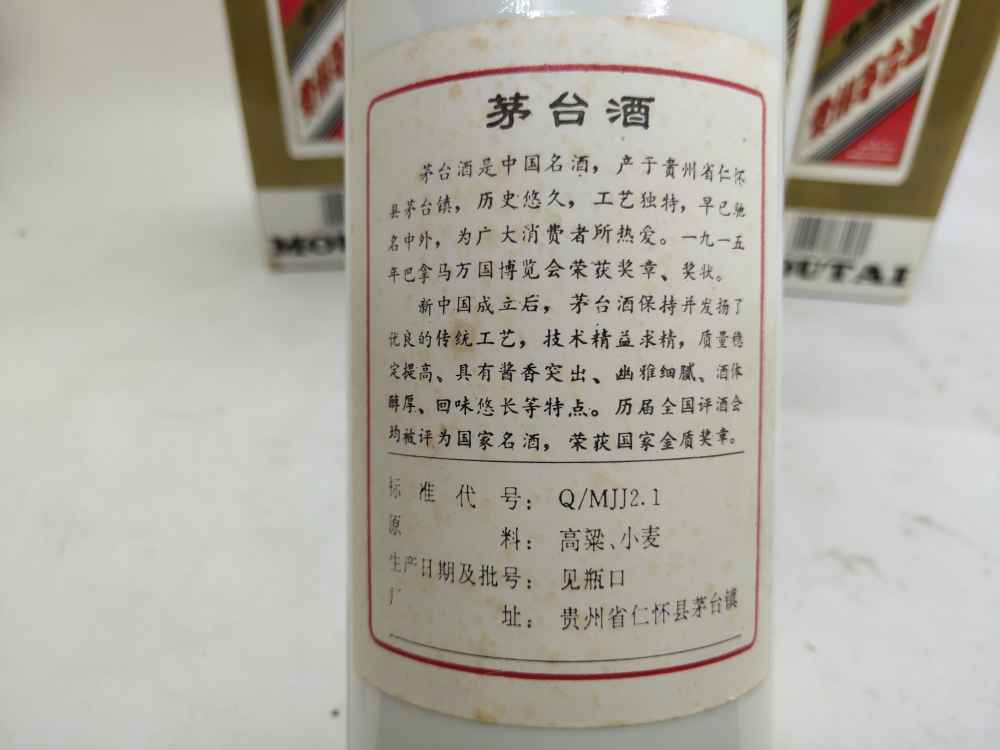 茅台酒
茅台酒是中国名酒，产于贵州省仁怀
县茅台镇，历史悠久，工艺独特，早已驰
名中外，为广大消费者所热爱。一九一五
年巴拿马万国博览会荣获奖章、奖状。
新中国成立后，茅台酒保持并发扬了
优良的传统工艺，技术精益求精，质量稳
定提高、具有酱香突出、幽雅细腻、酒体
醇厚、回味悠长等特点。历届全国评酒会
均被评为国家名酒，荣获国家金质奖章。
标准代号：Q/MJJ2.1
原料：高粱、小麦
生产日期及批号：见瓶口
厂址：贵州省仁怀县茅台镇
贵州茅台酒
OUTAI
MOU